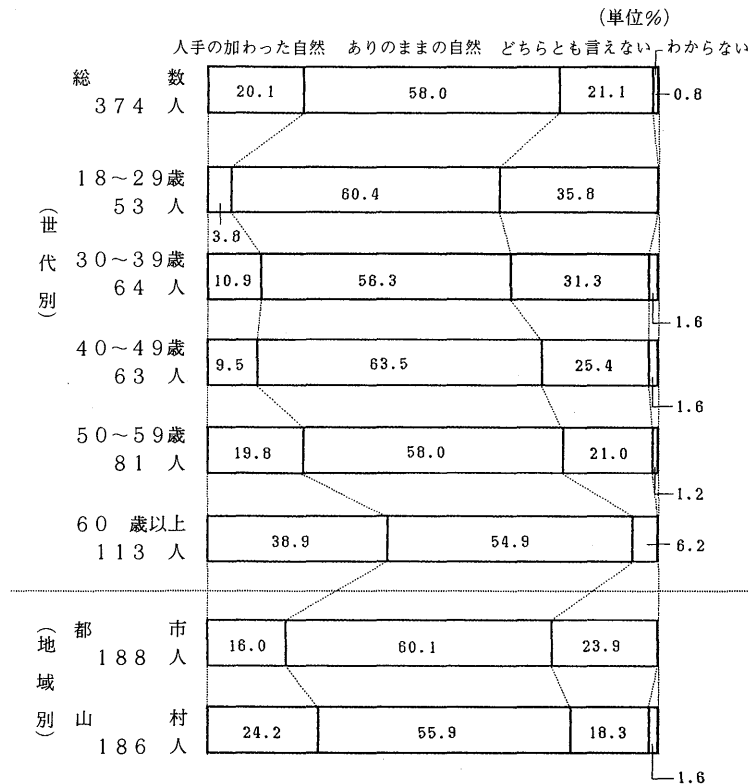 （単位%）
人手の加わった自然　ありのままの自然　どちらとも言えない　わからない
総　　　数
374　人
20.1　58.0　21.1　0.8
（世代別）
18～29歳
53　人
3.8　60.4　35.8
30～39歳
64　人
10.9　56.3　31.3　1.6
40～49歳
63　人
9.5　63.5　25.4　1.6
50～59歳
81　人
19.8　58.0　21.0　1.2
60　歳以上
113　人
38.9　54.9　6.2
（地域別）
都　　　市
188　人
16.0　60.1　23.9
山　　　村
186　人
24.2　55.9　18.3　1.6